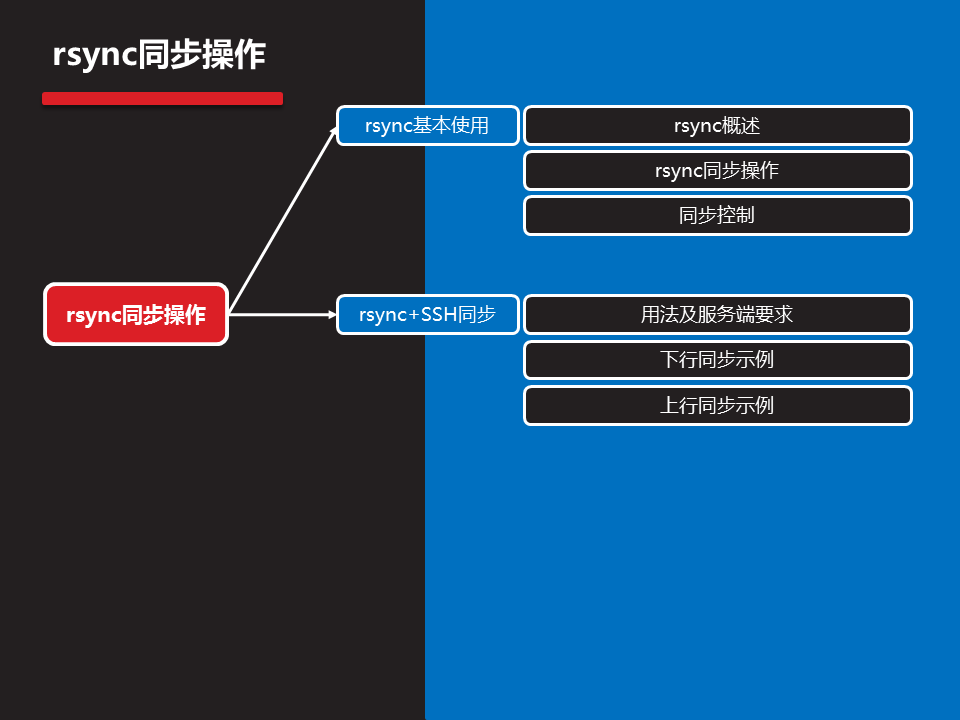 rsync同步操作
rsync基本使用
rsync概述
rsync同步操作
同步控制
rsync同步操作
rsync+SSH同步
用法及服务端要求
下行同步示例
上行同步示例